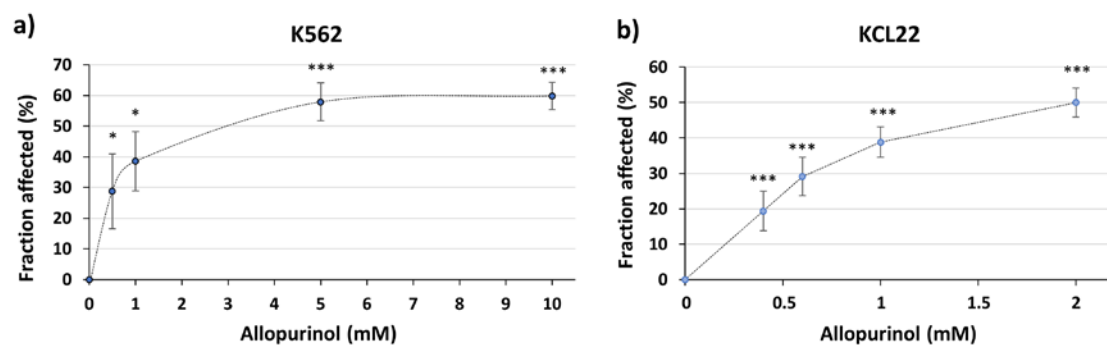 a)
K562
Fraction affected (%)
70
60
50
40
30
20
10
0
*
*
***
***
0 1 2 3 4 5 6 7 8 9 10
Allopurinol (mM)
b)
KCL22
Fraction affected (%)
60
50
40
30
20
10
0
***
***
***
***
0 0.5 1 1.5 2
Allopurinol (mM)